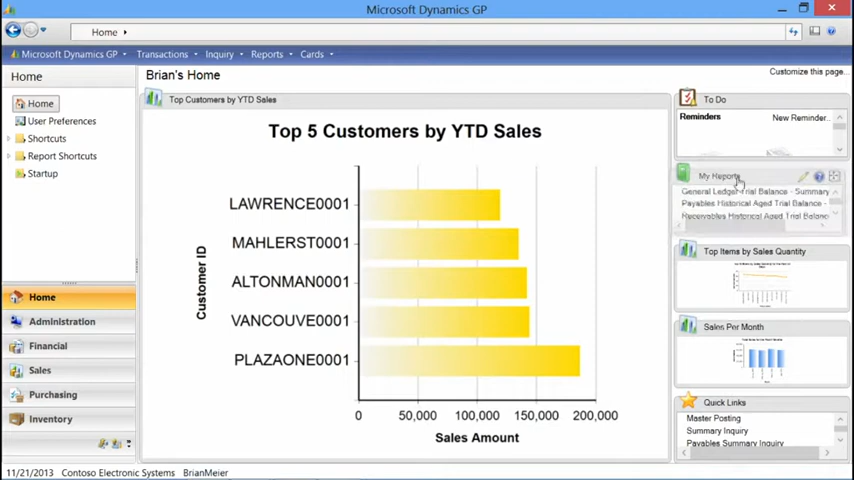 Microsoft Dynamics GP
Home
Microsoft Dynamics GP Transactions Inquiry Reports Cards
Home
Home
User Preferences
Shortcuts
Report Shortcuts
Startup
Home
Administration
Financial
Sales
Purchasing
Inventory
Brian's Home
Customize this page...
Top Customers by YTD Sales
Top 5 Customers by YTD Sales
Customer ID
LAWRENCE0001
MAHLERST0001
ALTONMAN0001
VANCOUVE0001
PLAZAONE0001
0 50,000 100,000 150,000 200,000
Sales Amount
To Do
Reminders New Reminder..
My Reports
General Ledger Trial Balance - Summary
Payables Historical Aged Trial Balance -
Receivables Historical Aged Trial Balanc
Top Items by Sales Quantity
Sales Per Month
Quick Links
Master Posting
Summary Inquiry
Payables Summary Inquiry
11/21/2013 Contoso Electronic Systems BrianMeier